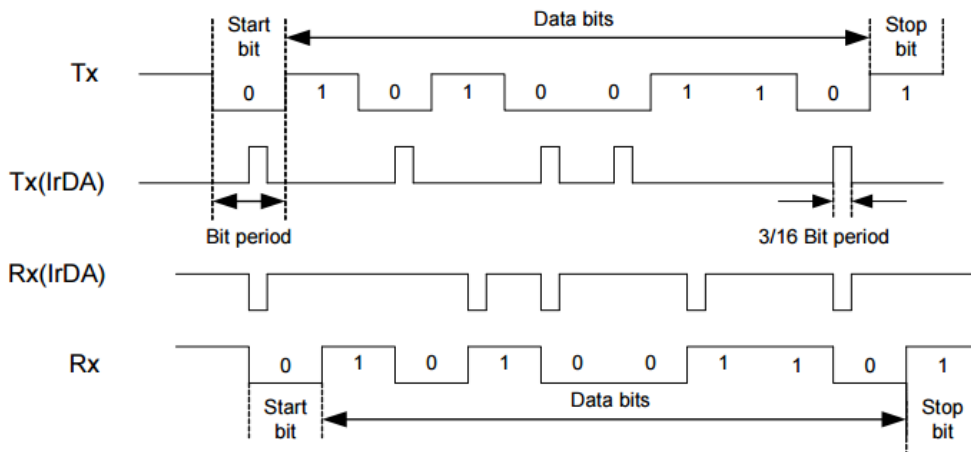 Start
bit
Data bits
Stop
bit
Tx
0 1 0 1 0 0 1 1 0 1
Tx(IrDA)
Bit period
3/16 Bit period
Rx(IrDA)
Rx
0 1 0 1 0 0 1 1 0 1
Start
bit
Data bits
Stop
bit